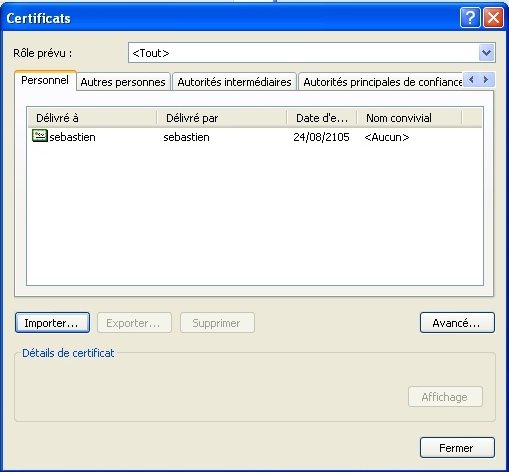 Certificats
Rôle prévu :
<Tout>
Personnel Autres personnes Autorités intermédiaires Autorités principales de confiance
Délivré à Délivré par Date d'e... Nom convivial
sebastien sebastien 24/08/2105 <Aucun>
Importer... Exporter... Supprimer Avancé...
Détails de certificat
Affichage
Fermer